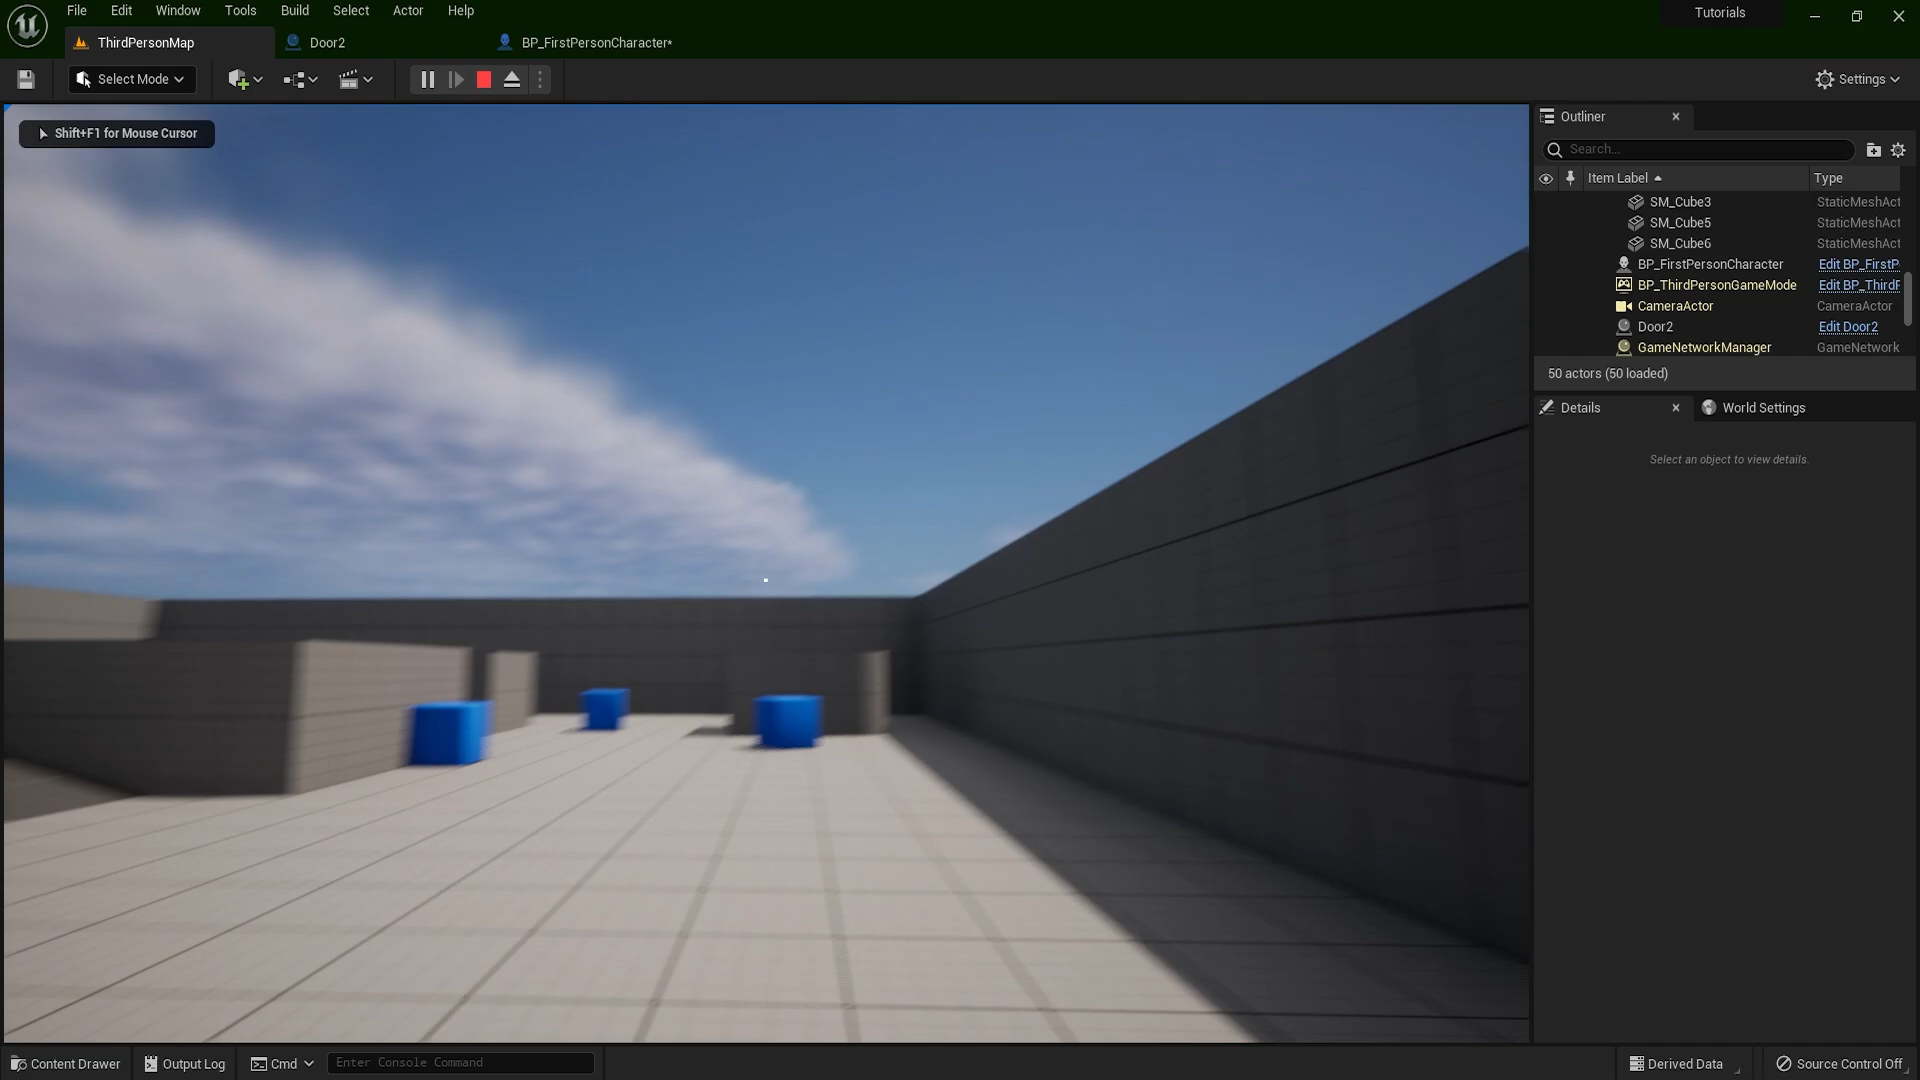 File Edit Window Tools Build Select Actor Help
Tutorials
ThirdPersonMap
Door2
BP_FirstPersonCharacter*
Select Mode
Settings
Shift+F1 for Mouse Cursor
Outliner
Search...
Item Label
Type
SM_Cube3 StaticMeshAct
SM_Cube5 StaticMeshAct
SM_Cube6 StaticMeshAct
BP_FirstPersonCharacter Edit BP_FirstP
BP_ThirdPersonGameMode Edit BP_ThirdP
CameraActor CameraActor
Door2 Edit Door2
GameNetworkManager GameNetwork
50 actors (50 loaded)
Details
World Settings
Select an object to view details.
Content Drawer
Output Log
Cmd
Enter Console Command
Derived Data
Source Control Off